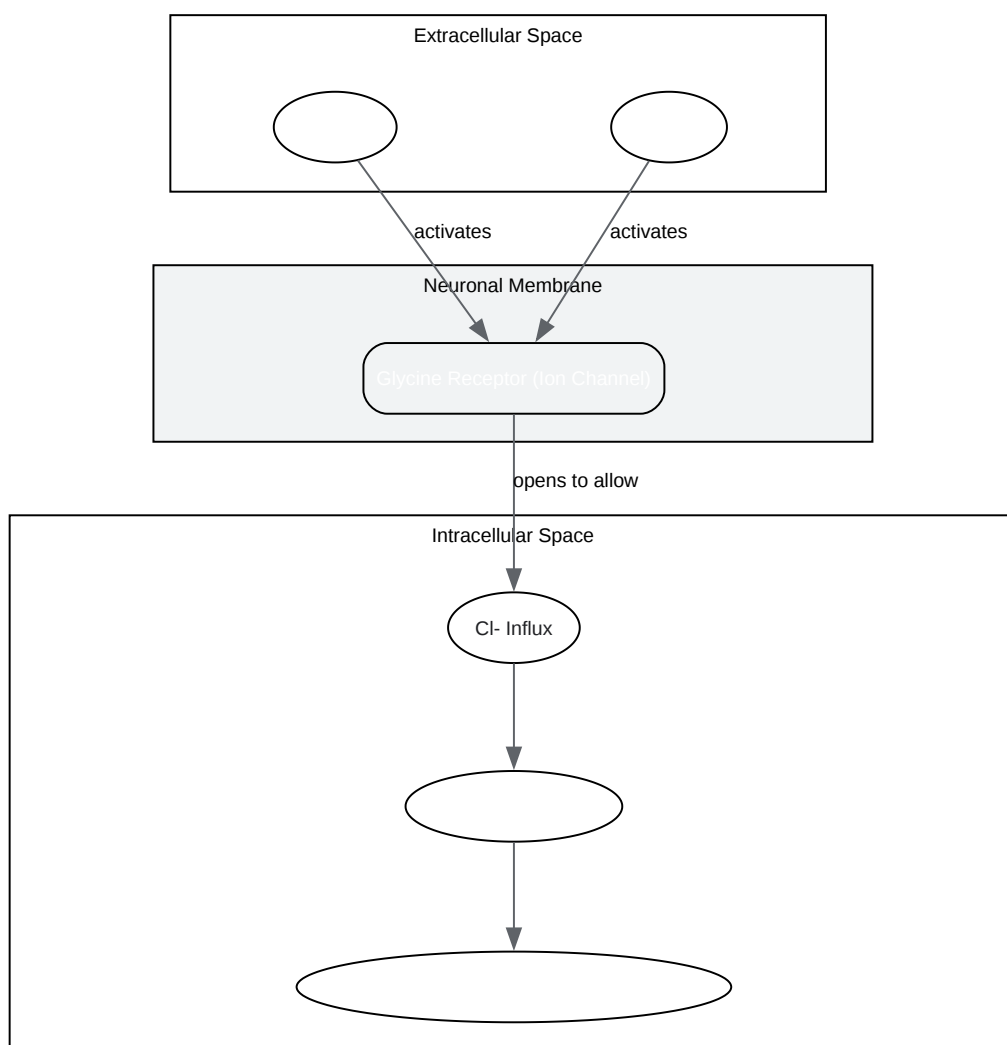 Extracellular Space
activates
activates
Neuronal Membrane
Glycine Receptor (Ion Channel)
opens to allow
Intracellular Space
Cl- Influx